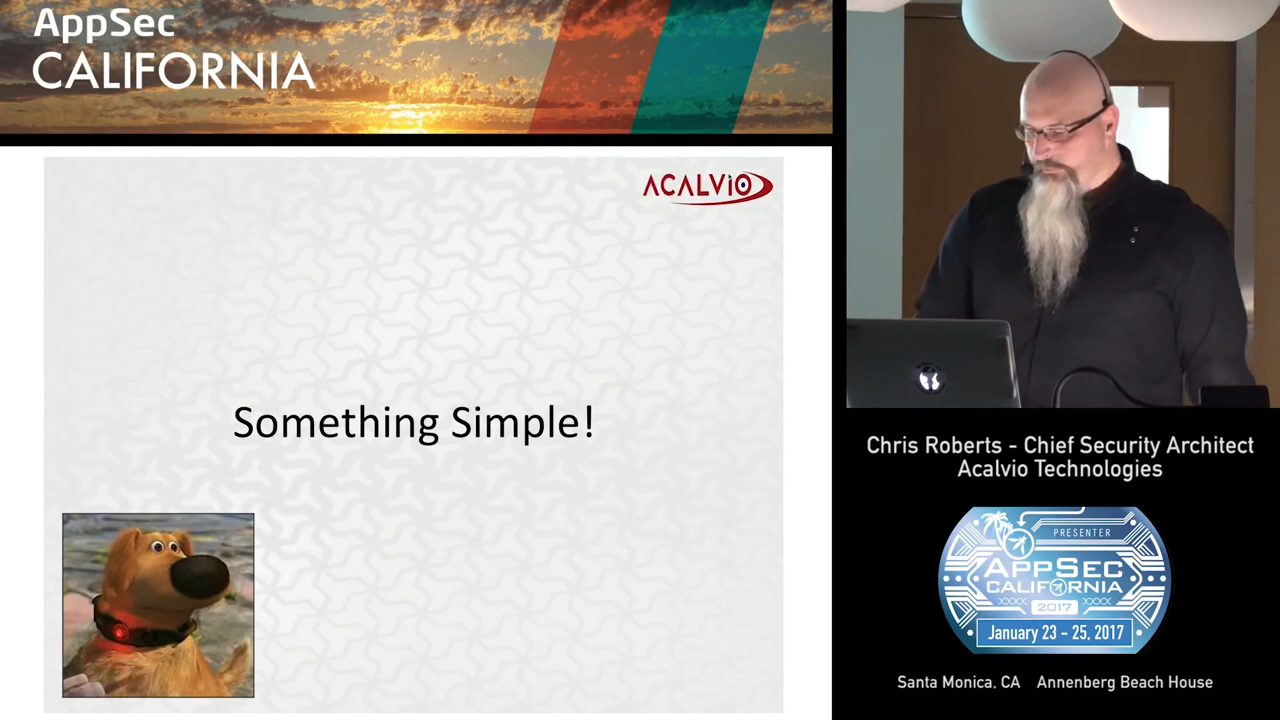 AppSec
CALIFORNIA
ACALViO
Something Simple!
Chris Roberts - Chief Security Architect
Acalvio Technologies
PRESENTER
APPSEC
CALIFORNIA
2017
January 23 - 25, 2017
Santa Monica, CA Annenberg Beach House